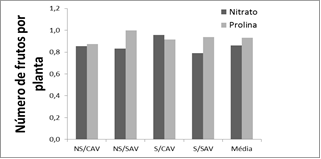 Nitrato
Prolina
Número de frutos por
planta
1,2
1,0
0,8
0,6
0,4
0,2
0,0
NS/CAV
NS/SAV
S/CAV
S/SAV
Média